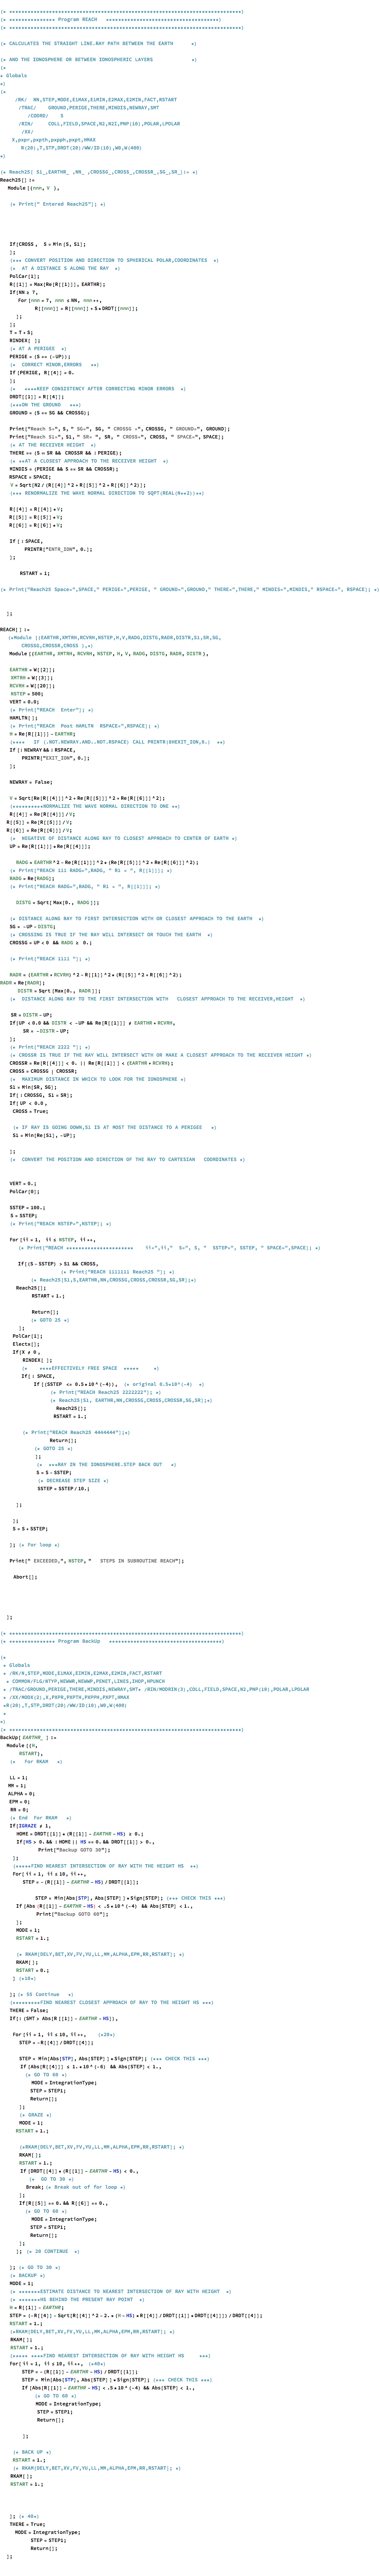 (* ****************************************************************************)
(* *************** Program REACH   *************************************)
(* ****************************************************************************)
(* CALCULATES THE STRAIGHT LINE.RAY PATH BETWEEN THE EARTH      *)
(* AND THE IONOSPHERE OR BETWEEN IONOSPHERIC LAYERS             *)
(*
* Globals
*)
(*
/RK/  NN,STEP,MODE,E1MAX,E1MIN,E2MAX,E2MIN,FACT,RSTART
/TRAC/    GROUND,PERIGE,THERE,MINDIS,NEWRAY,SMT
/COORD/    S
/RIN/     COLL,FIELD,SPACE,N2,N2I,PNP(10),POLAR,LPOLAR
/XX/
X,pxpr,pxpth,pxpph,pxpt,HMAX
R(20),T,STP,DRDT(20)/WW/ID(10),W0,W(400)
*)
(* Reach25[ S1_,EARTHR_ ,NN_ ,CROSSG_,CROSS_,CROSSR_,SG_,SR_]:= *)
Reach25[] :=
Module[{nnn, V },
(* Print[" Entered Reach25"]; *)
If[CROSS ,  S = Min[S, S1];
];
(*** CONVERT POSITION AND DIRECTION TO SPHERICAL POLAR,COORDINATES  *)
(*  AT A DISTANCE S ALONG THE RAY  *)
PolCar[1];
R[[1]] = Max[Re[R[[1]]], EARTHR];
If[NN ≥ 7,
For [nnn = 7, nnn ≤ NN, nnn++,
R[[nnn]] = R[[nnn]] + S*DRDT[[nnn]];
];
];
T = T + S;
RINDEX[ ];
(* AT A PERIGEE  *)
PERIGE = (S == (-UP));
(*  CORRECT MINOR,ERRORS   **)
If[PERIGE, R[[4]] = 0.
];
(*   ****KEEP CONSISTENCY AFTER CORRECTING MINOR ERRORS  *)
DRDT[[1]] = R[[4]];
(***ON THE GROUND   ***)
GROUND = (S == SG && CROSSG);
Print["Reach S=", S, " SG=", SG, " CROSSG =", CROSSG, " GROUND=", GROUND];
Print["Reach S1=", S1, " SR= ", SR, " CROSS=", CROSS, " SPACE=", SPACE];
(* AT THE RECEIVER HEIGHT  *)
THERE == (S = SR && CROSSR && ! PERIGE);
(* **AT A CLOSEST APPROACH TO THE RECEIVER HEIGHT  *)
MINDIS = (PERIGE && S == SR && CROSSR);
RSPACE = SPACE;
V = Sqrt[N2 / (R[[4]]^2 + R[[5]]^2 + R[[6]]^2)];
(*** RENORMALIZE THE WAVE NORMAL DIRECTION TO SQPT(REAL(N**2))**)
R[[4]] = R[[4]] * V;
R[[5]] = R[[5]] * V;
R[[6]] = R[[6]] * V;
If[ ! SPACE,
PRINTR["ENTR_ION", 0.];
];
RSTART = 1;
(* Print["Reach25 Space=",SPACE," PERIGE=",PERIGE, " GROUND=",GROUND," THERE=",THERE," MINDIS=",MINDIS," RSPACE=", RSPACE]; *)
];
REACH[] :=
(*Module [{EARTHR,XMTRH,RCVRH,NSTEP,H,V,RADG,DISTG,RADR,DISTR,S1,SR,SG,
CROSSG,CROSSR,CROSS },*)
Module[{EARTHR, XMTRH, RCVRH, NSTEP, H, V, RADG, DISTG, RADR, DISTR},
EARTHR = W[[2]];
XMTRH = W[[3]];
RCVRH = W[[20]];
NSTEP = 500;
VERT = 0.0;
(* Print["REACH  Enter"]; *)
HAMLTN[];
(* Print["REACH  Past HAMLTN  RSPACE=",RSPACE]; *)
H = Re[R[[1]]] - EARTHR;
(****   IF (.NOT.NEWRAY.AND..NOT.RSPACE) CALL PRINTR(8HEXIT_ION,0.)  **)
If[! NEWRAY && ! RSPACE,
PRINTR["EXIT_ION", 0.];
];
NEWRAY = False;
V = Sqrt[Re[R[[4]]]^2 + Re[R[[5]]]^2 + Re[R[[6]]]^2];
(**********NORMALIZE THE WAVE NORMAL DIRECTION TO ONE **)
R[[4]] = Re[R[[4]]] / V;
R[[5]] = Re[R[[5]]] / V;
R[[6]] = Re[R[[6]]] / V;
(*  NEGATIVE OF DISTANCE ALONG RAY TO CLOSEST APPROACH TO CENTER OF EARTH *)
UP = Re[R[[1]]] * Re[R[[4]]];
RADG = EARTHR^2 - Re[R[[1]]]^2 * (Re[R[[5]]]^2 + Re[R[[6]]]^2);
(* Print["REACH iii RADG=",RADG, " R1 = ", R[[1]]]; *)
RADG = Re[RADG];
(* Print["REACH RADG=",RADG, " R1 = ", R[[1]]]; *)
DISTG = Sqrt[Max[0., RADG]];
(* DISTANCE ALONG RAY TO FIRST INTERSECTION WITH OR CLOSEST APPROACH TO THE EARTH  *)
SG = -UP - DISTG;
(* CROSSING IS TRUE IF THE RAY WILL INTERSECT OR TOUCH THE EARTH  *)
CROSSG = UP < 0  && RADG ≥  0.;
(* Print["REACH 1111 "]; *)
RADR = (EARTHR + RCVRH)^2 - R[[1]]^2 * (R[[5]]^2 + R[[6]]^2);
RADR = Re[RADR];
DISTR = Sqrt[Max[0., RADR]];
(*  DISTANCE ALONG RAY TO THE FIRST INTERSECTION WITH   CLOSEST APPROACH TO THE RECEIVER,HEIGHT  *)
SR = DISTR - UP;
If[UP < 0.0 && DISTR < -UP && Re[R[[1]]] ≠ EARTHR + RCVRH,
SR = -DISTR - UP;
];
(* Print["REACH 2222 "]; *)
(* CROSSR IS TRUE IF THE RAY WILL INTERSECT WITH OR MAKE A CLOSEST APPROACH TO THE RECEIVER HEIGHT *)
CROSSR = Re[R[[4]]] < 0. || Re[R[[1]]] < (EARTHR + RCVRH);
CROSS = CROSSG | CROSSR;
(*  MAXIMUM DISTANCE IN WHICH TO LOOK FOR THE IONOSPHERE *)
S1 = Min[SR, SG];
If[! CROSSG, S1 = SR];
If[UP < 0.0 ,
CROSS = True;
(* IF RAY IS GOING DOWN,S1 IS AT MOST THE DISTANCE TO A PERIGEE   *)
S1 = Min[Re[S1], -UP];
];
(*  CONVERT THE POSITION AND DIRECTION OF THE RAY TO CARTESIAN   COORDINATES *)
VERT = 0.;
PolCar[0];
SSTEP = 100.;
S = SSTEP;
(* Print["REACH NSTEP=",NSTEP]; *)
For [ii = 1, ii ≤ NSTEP, ii++,
(* Print["REACH **********************    ii=",ii,"  S=", S, "  SSTEP=", SSTEP, " SPACE=",SPACE]; *)
If[(S - SSTEP) > S1 && CROSS,
(* Print["REACH 1111111 Reach25 "]; *)
(* Reach25[S1,S,EARTHR,NN,CROSSG,CROSS,CROSSR,SG,SR];*)
Reach25[];
RSTART = 1.;
Return[];
(* GOTO 25 *)
];
PolCar[1];
Electx[];
If[X ≠ 0.,
RINDEX[ ];
(*    ****EFFECTIVELY FREE SPACE  *****     *)
If[! SPACE,
If[(SSTEP  <= 0.5*10^(-4)),  (* original 0.5*10^(-4)  *)
(* Print["REACH Reach25 2222222"]; *)
(* Reach25[S1, EARTHR,NN,CROSSG,CROSS,CROSSR,SG,SR];*)
Reach25[];
RSTART = 1.;
(* Print["REACH Reach25 4444444"];*)
Return[];
(* GOTO 25 *)
];
(*  ***RAY IN THE IONOSPHERE.STEP BACK OUT   *)
S = S - SSTEP;
(* DECREASE STEP SIZE *)
SSTEP = SSTEP / 10.;
];
];
S = S + SSTEP;
]; (* For loop *)
Print[" EXCEEDED,", NSTEP, "   STEPS IN SUBROUTINE REACH"];
Abort[];
];
(* ****************************************************************************)
(* *************** Program BackUp   *************************************)
(*
* Globals
* /RK/N,STEP,MODE,E1MAX,EIMIN,E2MAX,E2MIN,FACT,RSTART
* COMMON/FLG/NTYP,NEWWR,NEWWP,PENET,LINES,IHOP,HPUNCH
* /TRAC/GROUND,PERIGE,THERE,MINDIS,NEWRAY,SMT* /RIN/MODRIN(3),COLL,FIELD,SPACE,N2,PNP(10),POLAR,LPOLAR
* /XX/MODX(2),X,PXPR,PXPTH,PXPPH,PXPT,HMAX
*R(20),T,STP,DRDT(20)/WW/ID(10),W0,W(400)
*
*)
(* ****************************************************************************)
BackUp[EARTHR_ ] :=
Module[{H,
RSTART},
(*   For RKAM   *)
LL = 1;
MM = 1;
ALPHA = 0;
EPM = 0;
RR = 0;
(* End  For RKAM   *)
If[IGRAZE ≠ 1,
HOME = DRDT[[1]] * (R[[1]] - EARTHR - HS) ≥ 0.;
If[HS > 0. && ! HOME || HS == 0. && DRDT[[1]] > 0.,
Print["Backup GOTO 30"];
];
(*****FIND NEAREST INTERSECTION OF RAY WITH THE HEIGHT HS  **)
For[ii = 1, ii ≤ 10, ii++,
STEP = -(R[[1]] - EARTHR - HS) / DRDT[[1]];
STEP = Min[Abs[STP], Abs[STEP]] * Sign[STEP]; (*** CHECK THIS ***)
If[Abs[R[[1]] - EARTHR - HS] < .5*10^(-4) && Abs[STEP] < 1.,
Print["Backup GOTO 60"];
];
MODE = 1;
RSTART = 1.;
(* RKAM[DELY,BET,XV,FV,YU,LL,MM,ALPHA,EPM,RR,RSTART]; *)
RKAM[];
RSTART = 0.;
] (*10*)
]; (* SS Continue   *)
(*********FIND NEAREST CLOSEST APPROACH OF RAY TO THE HEIGHT HS ***)
THERE = False;
If[! (SMT > Abs[R[[1]] - EARTHR - HS]),
For[ii = 1, ii ≤ 10, ii++,    (*20*)
STEP = -R[[4]] / DRDT[[4]];
STEP = Min[Abs[STP], Abs[STEP]] * Sign[STEP]; (*** CHECK THIS ***)
If[Abs[R[[4]]] ≤ 1.*10^(-6) && Abs[STEP] < 1.,
(* GO TO 60 *)
MODE = IntegrationType;
STEP = STEP1;
Return[];
];
(* GRAZE *)
MODE = 1;
RSTART = 1.;
(*RKAM[DELY,BET,XV,FV,YU,LL,MM,ALPHA,EPM,RR,RSTART]; *)
RKAM[];
RSTART = 1.;
If[DRDT[[4]] * (R[[1]] - EARTHR - HS) < 0.,
(*  GO TO 30 *)
Break; (* Break out of for loop *)
];
If[R[[5]] == 0. && R[[6]] == 0.,
(* GO TO 60 *)
MODE = IntegrationType;
STEP = STEP1;
Return[];
];
]; (* 20 CONTINUE  *)
]; (* GO TO 30 *)
(* BACKUP *)
MODE = 1;
(* *******ESTIMATE DISTANCE TO NEAREST INTERSECTION OF RAY WITH HEIGHT  *)
(* *******HS BEHIND THE PRESENT RAY POINT  *)
H = R[[1]] - EARTHR;
STEP = (-R[[4]] - Sqrt[R[[4]]^2 - 2. * (H - HS) * R[[4]] / DRDT[[1]] * DRDT[[4]]]) / DRDT[[4]];
RSTART = 1.;
(*RKAM[DELY,BET,XV,FV,YU,LL,MM,ALPHA,EPM,RR,RSTART]; *)
RKAM[];
RSTART = 1.;
(***** ****FIND NEAREST INTERSECTION OF RAY WITH HEIGHT HS     ***)
For[ii = 1, ii ≤ 10, ii++,  (*40*)
STEP = -(R[[1]] - EARTHR - HS) / DRDT[[1]];
STEP = Min[Abs[STP], Abs[STEP]] * Sign[STEP]; (*** CHECK THIS ***)
If[Abs[R[[1]] - EARTHR - HS] < .5*10^(-4) && Abs[STEP] < 1.,
(* GO TO 60 *)
MODE = IntegrationType;
STEP = STEP1;
Return[];
];
(* BACK UP *)
RSTART = 1.;
(* RKAM[DELY,BET,XV,FV,YU,LL,MM,ALPHA,EPM,RR,RSTART]; *)
RKAM[];
RSTART = 1.;
]; (* 40*)
THERE = True;
MODE = IntegrationType;
STEP = STEP1;
Return[];
];